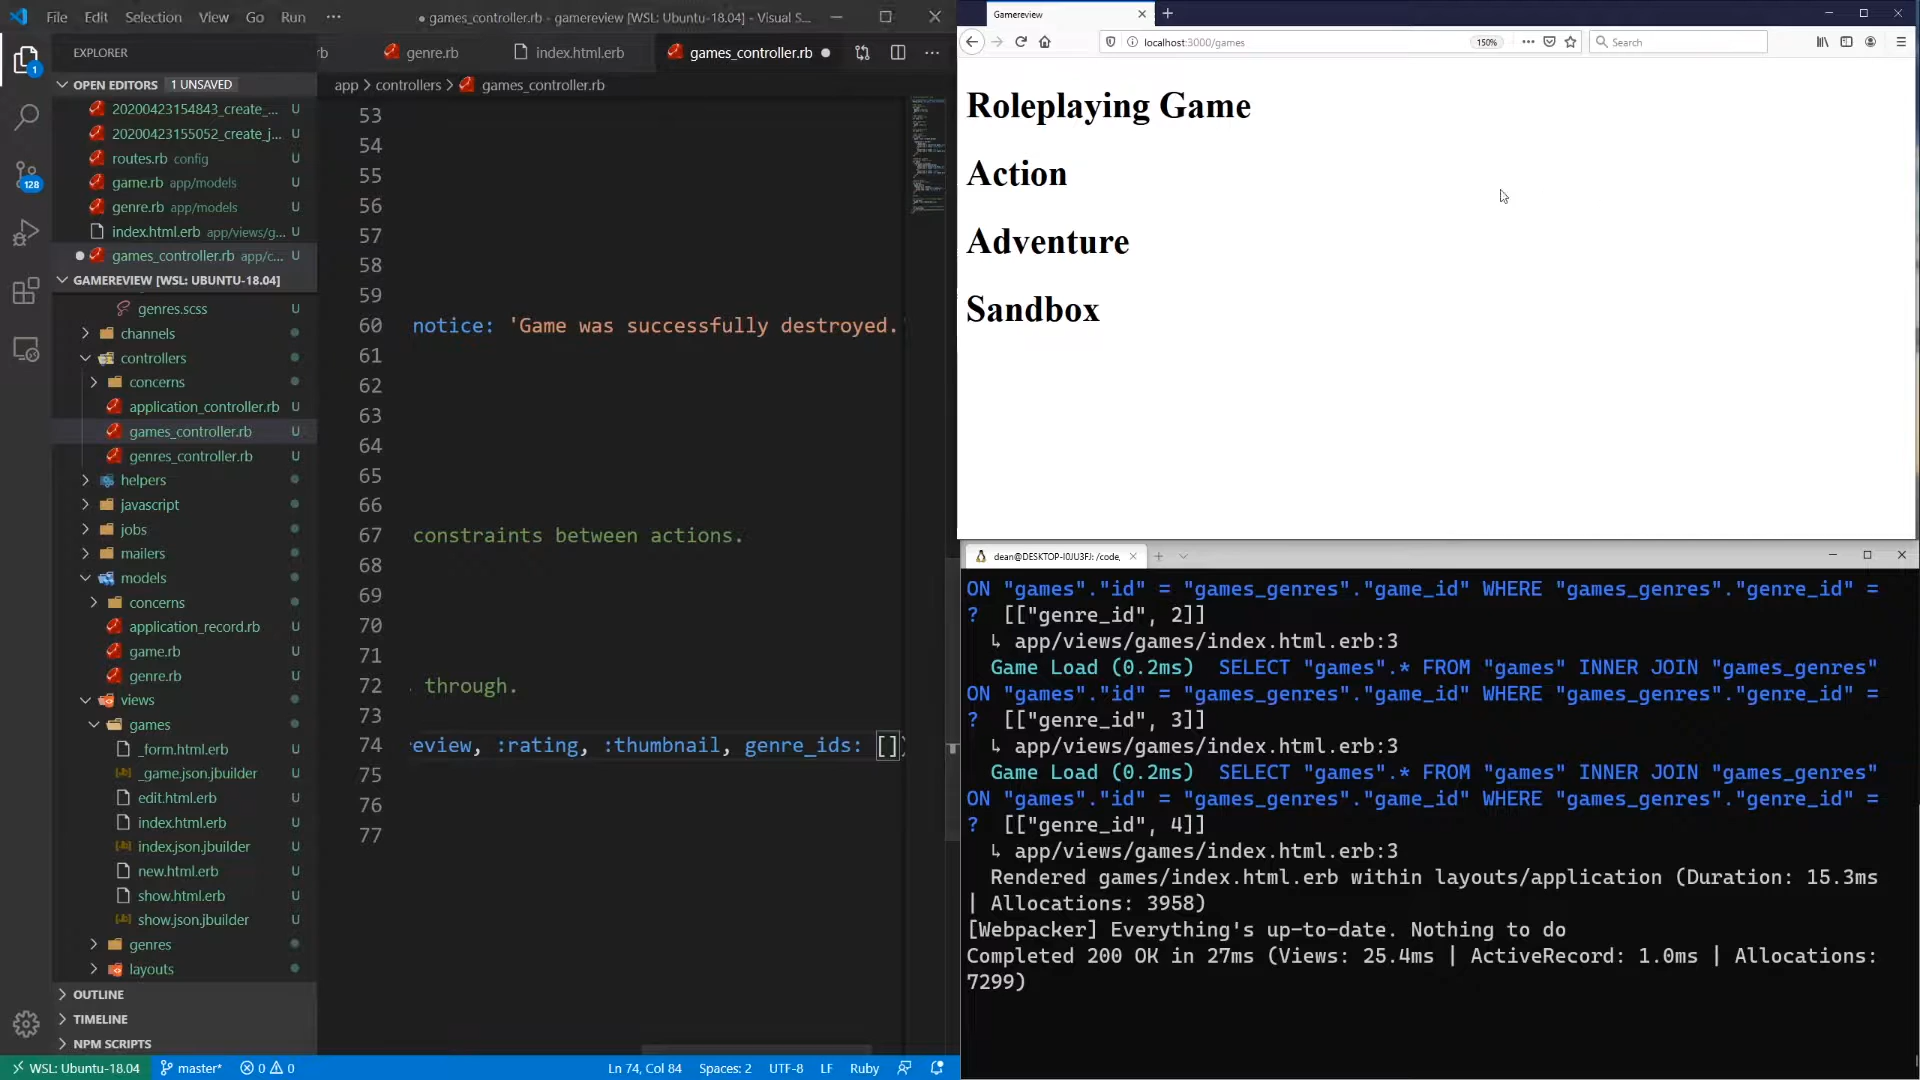 File Edit Selection View Go Run ···
● games_controller.rb - gamereview [WSL: Ubuntu-18.04] - Visual S...
EXPLORER
OPEN EDITORS 1 UNSAVED
20200423154843_create_... U
20200423155052_create_j... U
routes.rb config U
game.rb app/models U
genre.rb app/models U
index.html.erb app/views/g... U
games_controller.rb app/c... U
GAMEREVIEW [WSL: UBUNTU-18.04]
genres.scss U
channels
controllers
concerns
application_controller.rb U
games_controller.rb U
genres_controller.rb U
helpers
javascript
jobs
mailers
models
concerns
application_record.rb U
game.rb U
genre.rb U
views
games
_form.html.erb U
_game.json.jbuilder U
edit.html.erb U
index.html.erb U
index.json.jbuilder U
new.html.erb U
show.html.erb U
show.json.jbuilder U
genres
layouts
OUTLINE
TIMELINE
NPM SCRIPTS
1
128
rb genre.rb index.html.erb games_controller.rb ●
app > controllers > games_controller.rb
53
54
55
56
57
58
59
60 notice: 'Game was successfully destroyed.
61
62
63
64
65
66
67 constraints between actions.
68
69
70
71
72 through.
73
74 eview, :rating, :thumbnail, genre_ids: [])
75
76
77
WSL: Ubuntu-18.04 master* 0 0 Ln 74, Col 84 Spaces: 2 UTF-8 LF Ruby
Gamereview
localhost:3000/games 150% Search
Roleplaying Game
Action
Adventure
Sandbox
dean@DESKTOP-I0JU3FJ: /code,
ON "games"."id" = "games_genres"."game_id" WHERE "games_genres"."genre_id" =
? [["genre_id", 2]]
↳ app/views/games/index.html.erb:3
Game Load (0.2ms) SELECT "games".* FROM "games" INNER JOIN "games_genres"
ON "games"."id" = "games_genres"."game_id" WHERE "games_genres"."genre_id" =
? [["genre_id", 3]]
↳ app/views/games/index.html.erb:3
Game Load (0.2ms) SELECT "games".* FROM "games" INNER JOIN "games_genres"
ON "games"."id" = "games_genres"."game_id" WHERE "games_genres"."genre_id" =
? [["genre_id", 4]]
↳ app/views/games/index.html.erb:3
Rendered games/index.html.erb within layouts/application (Duration: 15.3ms
| Allocations: 3958)
[Webpacker] Everything's up-to-date. Nothing to do
Completed 200 OK in 27ms (Views: 25.4ms | ActiveRecord: 1.0ms | Allocations:
7299)